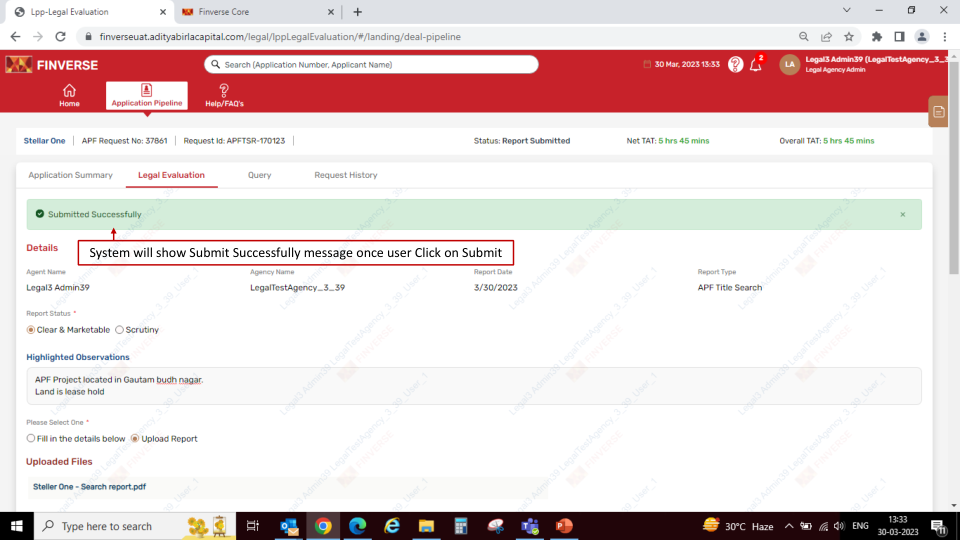 Lpp-Legal Evaluation
Finverse Core
finverseuat.adityabirlacapital.com/legal/lppLegalEvaluation/#/landing/deal-pipeline
FINVERSE
Search (Application Number, Applicant Name)
30 Mar, 2023 13:33
2
LA
Legal3 Admin39 (LegalTestAgency_3_3
Legal Agency Admin
Home
Application Pipeline
Help/FAQ's
Stellar One
APF Request No: 37861
Request Id: APFTSR-170123
Status: Report Submitted
Net TAT: 5 hrs 45 mins
Overall TAT: 5 hrs 45 mins
Application Summary
Legal Evaluation
Query
Request History
Submitted Successfully
System will show Submit Successfully message once user Click on Submit
Details
Agent Name
Agency Name
Report Date
Report Type
Legal3 Admin39
LegalTestAgency_3_39
3/30/2023
APF Title Search
Report Status *
Clear & Marketable
Scrutiny
Highlighted Observations
APF Project located in Gautam budh nagar.
Land is lease hold
Please Select One *
Fill in the details below
Upload Report
Uploaded Files
Steller One - Search report.pdf
Type here to search
30°C Haze
ENG
13:33
30-03-2023